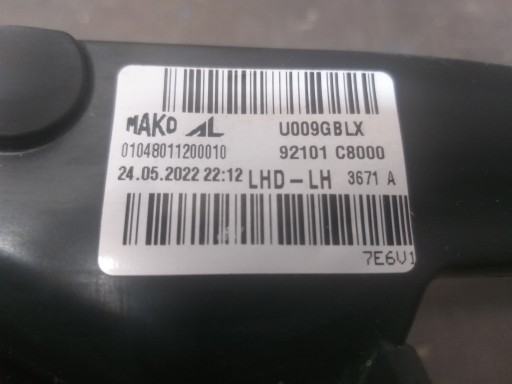 MAKO AL U009GBLX
01048011200010 92101 C8000
24.05.2022 22:12 LHD-LH 3671 A
7E6V1